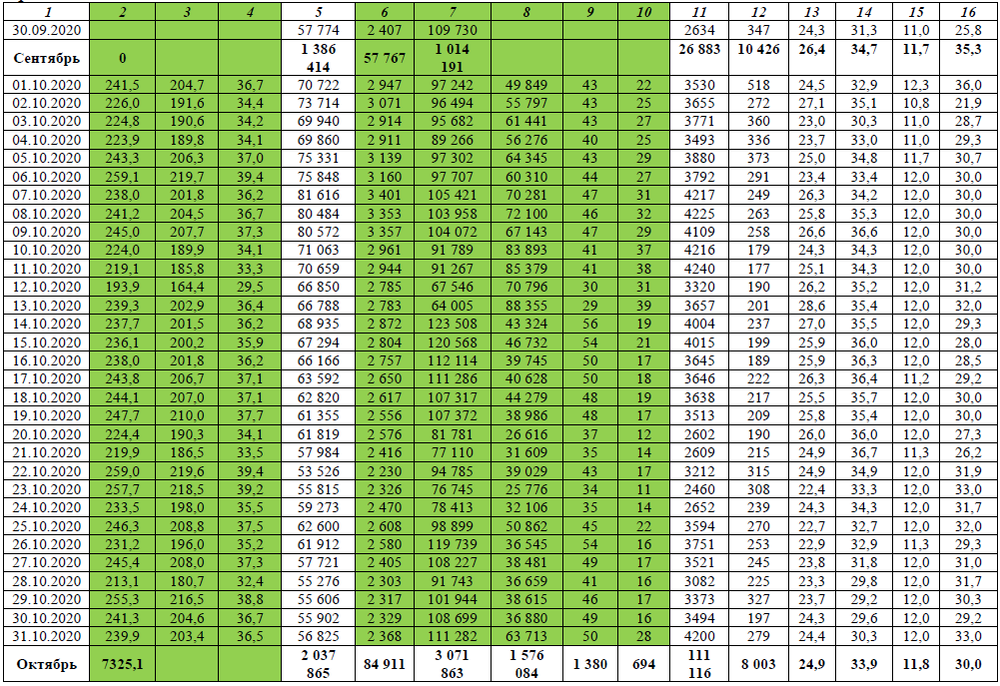 1 2 3 4 5 6 7 8 9 10 11 12 13 14 15 16
30.09.2020 57 774 2 407 109 730 2634 347 24,3 31,3 11,0 25,8
Сентябрь 0 1 386 414 57 767 1 014 191 26 883 10 426 26,4 34,7 11,7 35,3
01.10.2020 241,5 204,7 36,7 70 722 2 947 97 242 49 849 43 22 3530 518 24,5 32,9 12,3 36,0
02.10.2020 226,0 191,6 34,4 73 714 3 071 96 494 55 797 43 25 3655 272 27,1 35,1 10,8 21,9
03.10.2020 224,8 190,6 34,2 69 940 2 914 95 682 61 441 43 27 3771 360 23,0 30,3 11,0 28,7
04.10.2020 223,9 189,8 34,1 69 860 2 911 89 266 56 276 40 25 3493 336 23,7 33,0 11,0 29,3
05.10.2020 243,3 206,3 37,0 75 331 3 139 97 302 64 345 43 29 3880 373 25,0 34,8 11,7 30,7
06.10.2020 259,1 219,7 39,4 75 848 3 160 97 707 60 310 44 27 3792 291 23,4 33,4 12,0 30,0
07.10.2020 238,0 201,8 36,2 81 616 3 401 105 421 70 281 47 31 4217 249 26,3 34,2 12,0 30,0
08.10.2020 241,2 204,5 36,7 80 484 3 353 103 958 72 100 46 32 4225 263 25,8 35,3 12,0 30,0
09.10.2020 245,0 207,7 37,3 80 572 3 357 104 072 67 143 47 29 4109 258 26,6 36,6 12,0 30,0
10.10.2020 224,0 189,9 34,1 71 063 2 961 91 789 83 893 41 37 4216 179 24,3 34,3 12,0 30,0
11.10.2020 219,1 185,8 33,3 70 659 2 944 91 267 85 379 41 38 4240 177 25,1 34,3 12,0 30,0
12.10.2020 193,9 164,4 29,5 66 850 2 785 67 546 70 796 30 31 3320 190 26,2 35,2 12,0 31,2
13.10.2020 239,3 202,9 36,4 66 788 2 783 64 005 88 355 29 39 3657 201 28,6 35,4 12,0 32,0
14.10.2020 237,7 201,5 36,2 68 935 2 872 123 508 43 324 56 19 4004 237 27,0 35,5 12,0 29,3
15.10.2020 236,1 200,2 35,9 67 294 2 804 120 568 46 732 54 21 4015 199 25,9 36,0 12,0 28,0
16.10.2020 238,0 201,8 36,2 66 166 2 757 112 114 39 745 50 17 3645 189 25,9 36,3 12,0 28,5
17.10.2020 243,8 206,7 37,1 63 592 2 650 111 286 40 628 50 18 3646 222 26,3 36,4 11,2 29,2
18.10.2020 244,1 207,0 37,1 62 820 2 617 107 317 44 279 48 19 3638 217 25,5 35,7 12,0 30,0
19.10.2020 247,7 210,0 37,7 61 355 2 556 107 372 38 986 48 17 3513 209 25,8 35,4 12,0 30,0
20.10.2020 224,4 190,3 34,1 61 819 2 576 81 781 26 616 37 12 2602 190 26,0 36,0 12,0 27,3
21.10.2020 219,9 186,5 33,5 57 984 2 416 77 110 31 609 35 14 2609 215 24,9 36,7 11,3 26,2
22.10.2020 259,0 219,6 39,4 53 526 2 230 94 785 39 029 43 17 3212 315 24,9 34,9 12,0 31,9
23.10.2020 257,7 218,5 39,2 55 815 2 326 76 745 25 776 34 11 2460 308 22,4 33,3 12,0 33,0
24.10.2020 233,5 198,0 35,5 59 273 2 470 78 413 32 106 35 14 2652 239 24,3 34,3 12,0 31,7
25.10.2020 246,3 208,8 37,5 62 600 2 608 98 899 50 862 45 22 3594 270 22,7 32,7 12,0 32,0
26.10.2020 231,2 196,0 35,2 61 912 2 580 119 739 36 545 54 16 3751 253 22,9 32,9 11,3 29,3
27.10.2020 245,4 208,0 37,3 57 721 2 405 108 227 38 481 49 17 3521 245 23,8 31,8 12,0 31,0
28.10.2020 213,1 180,7 32,4 55 276 2 303 91 743 36 659 41 16 3082 225 23,3 29,8 12,0 31,7
29.10.2020 255,3 216,5 38,8 55 606 2 317 101 944 38 615 46 17 3373 327 23,7 29,2 12,0 30,3
30.10.2020 241,3 204,6 36,7 55 902 2 329 108 699 36 880 49 16 3494 197 24,3 29,6 12,0 29,2
31.10.2020 239,9 203,4 36,5 56 825 2 368 111 282 63 713 50 28 4200 279 24,4 30,3 12,0 33,0
Октябрь 7325,1 2 037 865 84 911 3 071 863 1 576 084 1 380 694 111 116 8 003 24,9 33,9 11,8 30,0